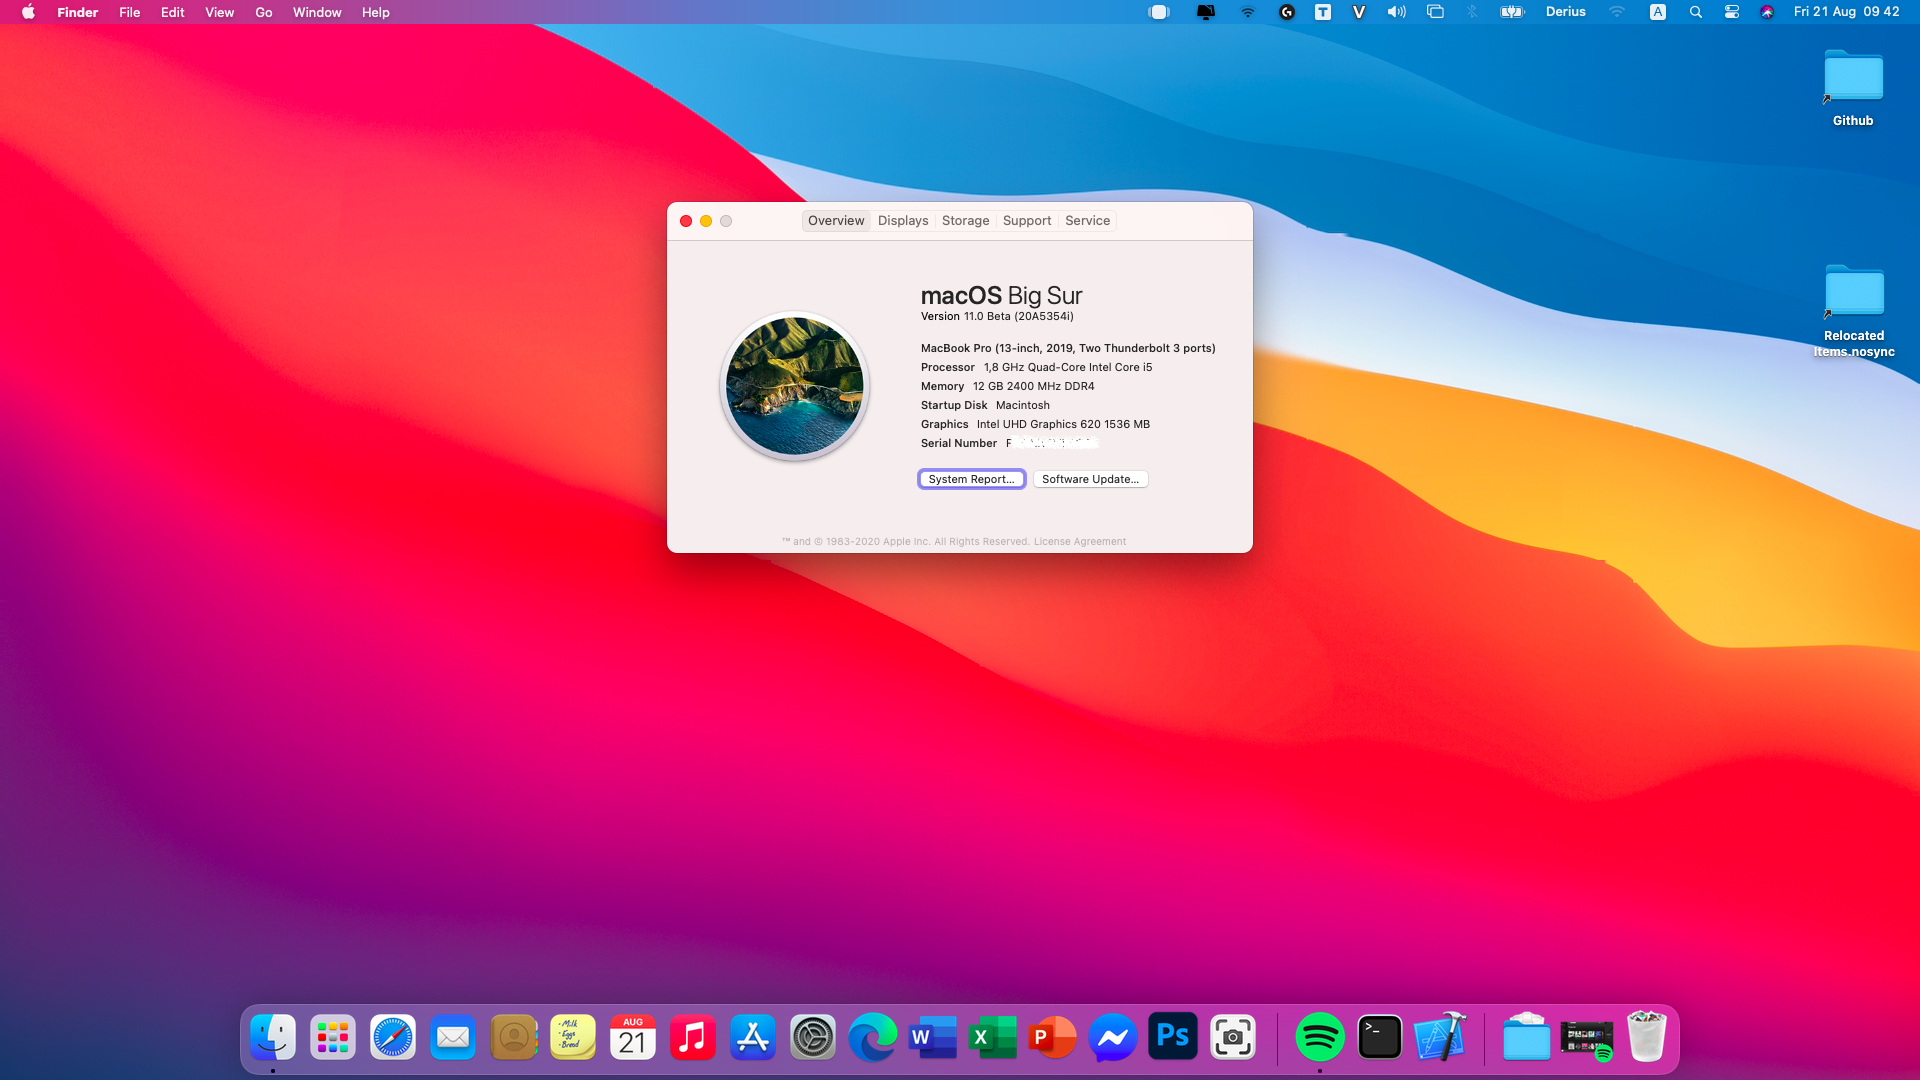 Finder File Edit View Go Window Help
T V Derius A Fri 21 Aug 09 42
Github
Relocated
Items.nosync
Overview Displays Storage Support Service
macOS Big Sur
Version 11.0 Beta (20A5354i)
MacBook Pro (13-inch, 2019, Two Thunderbolt 3 ports)
Processor 1,8 GHz Quad-Core Intel Core i5
Memory 12 GB 2400 MHz DDR4
Startup Disk Macintosh
Graphics Intel UHD Graphics 620 1536 MB
Serial Number
System Report... Software Update...
™ and © 1983-2020 Apple Inc. All Rights Reserved. License Agreement
- Milk
- Eggs
- Bread
AUG
21
W X P Ps >_